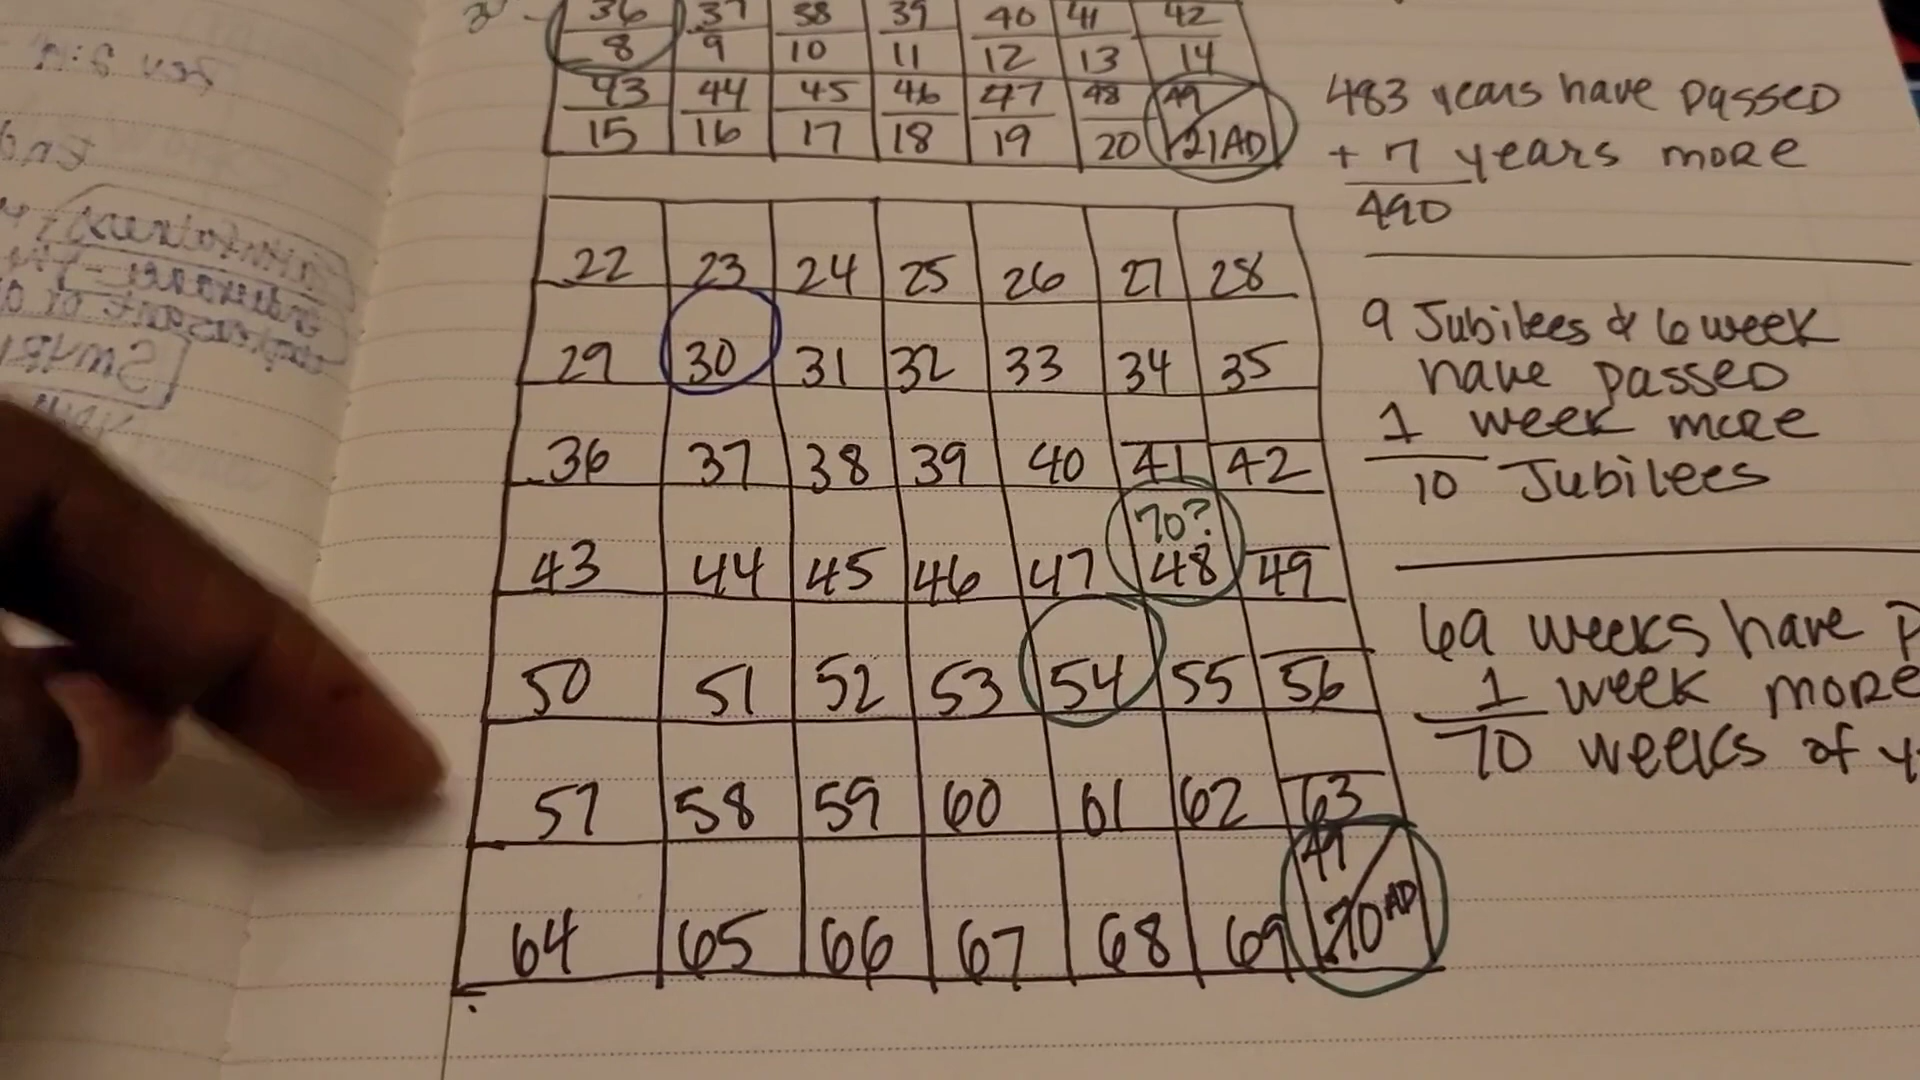 36 37 38 39 40 41 42
8 9 10 11 12 13 14
43 44 45 46 47 48 49
15 16 17 18 19 20 21AD
22 23 24 25 26 27 28
29 30 31 32 33 34 35
36 37 38 39 40 41 42
70?
43 44 45 46 47 48 49
50 51 52 53 54 55 56
57 58 59 60 61 62 63
49
64 65 66 67 68 69 70AD
483 years have passed
+ 7 years more
490
9 Jubilees & 6 week
have passed
1 week more
10 Jubilees
69 weeks have P
1 week more
70 weeks of y